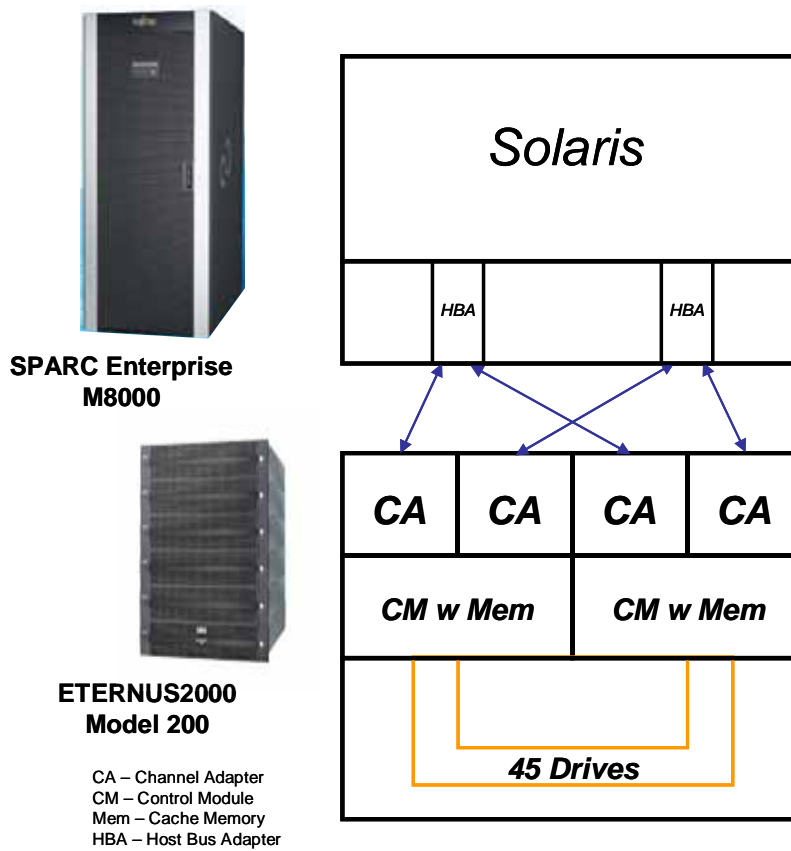 Solaris
HBA
HBA
SPARC Enterprise
M8000
CA
CA
CA
CA
CM w Mem
CM w Mem
ETERNUS2000
Model 200
45 Drives
CA – Channel Adapter
CM – Control Module
Mem – Cache Memory
HBA – Host Bus Adapter